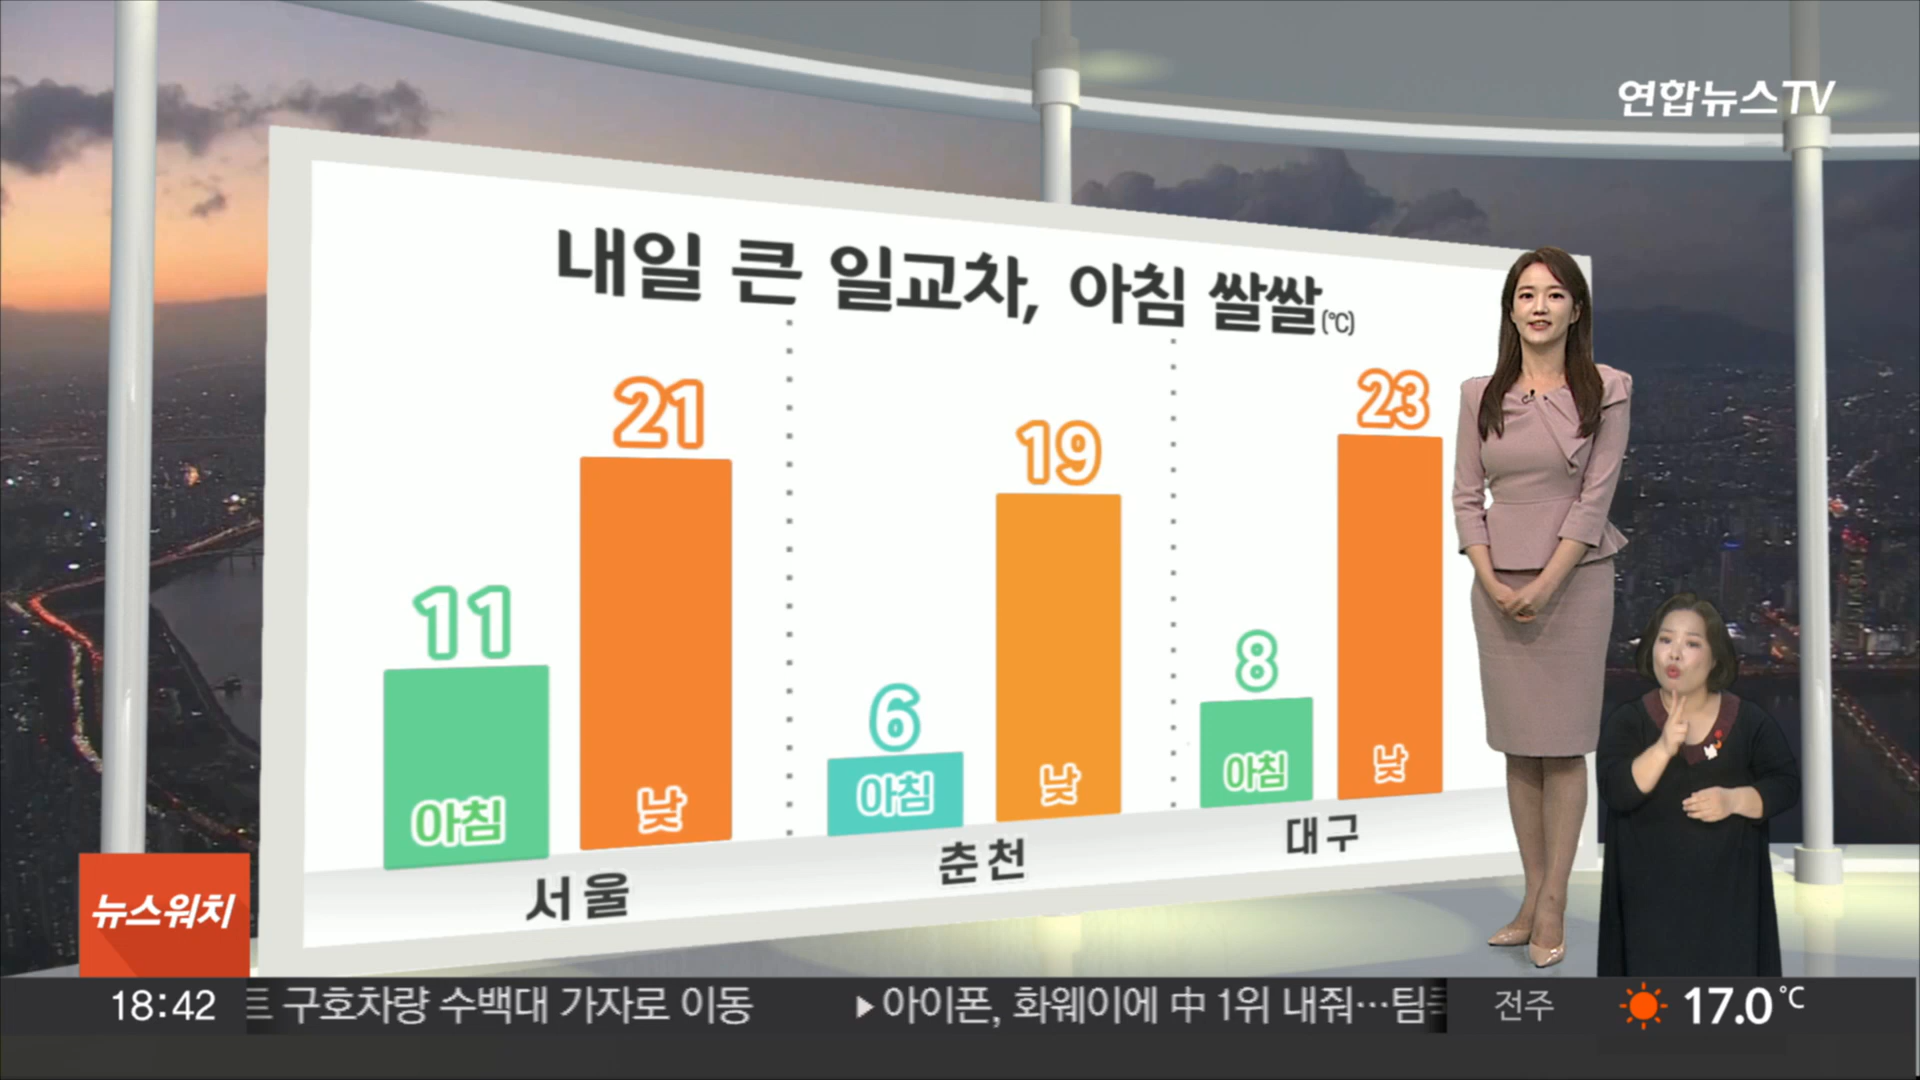 연합뉴스TV
내일 큰 일교차, 아침 쌀쌀(℃)
21
11
아침
낮
서울
19
6
아침
낮
춘천
23
8
아침
낮
대구
뉴스워치
18:42
트 구호차량 수백대 가자로 이동 ▶아이폰, 화웨이에 中 1위 내줘…팀
전주 17.0℃